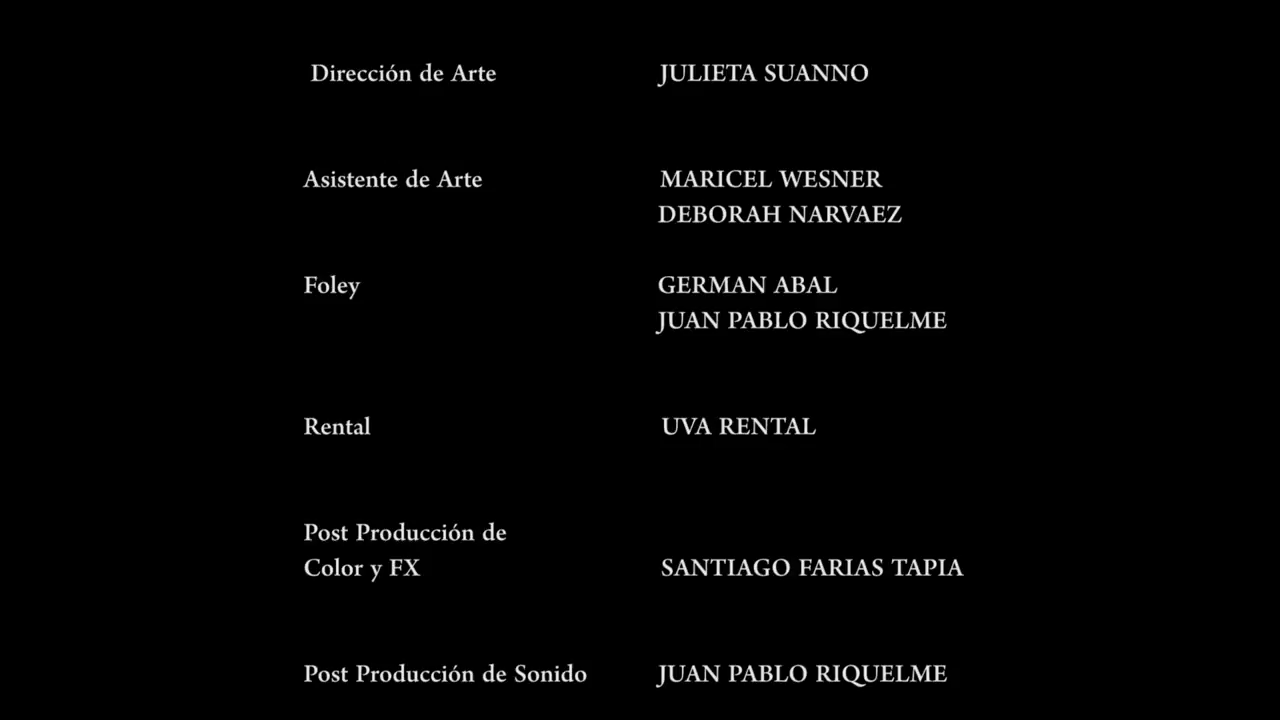 Dirección de Arte JULIETA SUANNO
Asistente de Arte MARICEL WESNER
DEBORAH NARVAEZ
Foley GERMAN ABAL
JUAN PABLO RIQUELME
Rental UVA RENTAL
Post Producción de
Color y FX SANTIAGO FARIAS TAPIA
Post Producción de Sonido JUAN PABLO RIQUELME